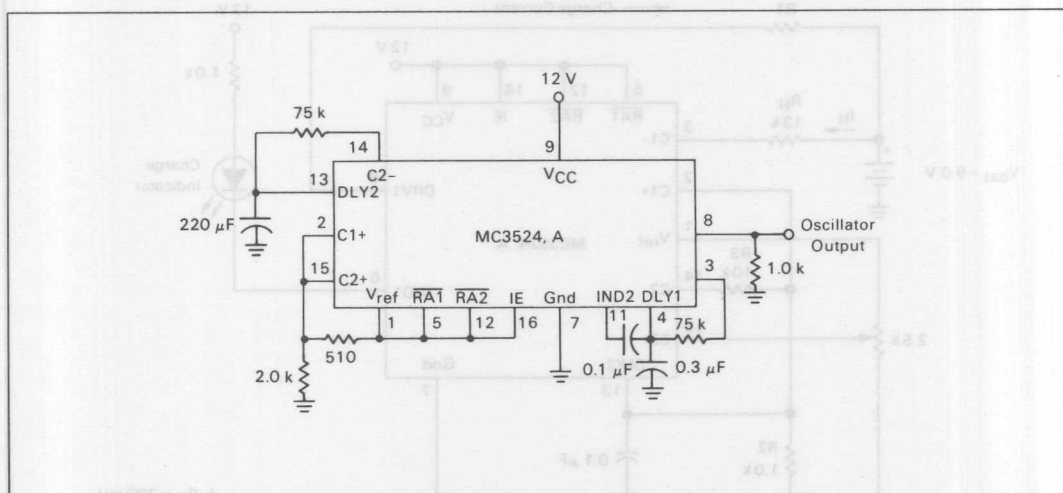 12 V
75 k
14
9
C2−
VCC
13
DLY2
220 μF
2
C1+
MC3524, A
8
Oscillator
Output
15
C2+
3
1.0 k
Vref
RA1
RA2
IE
Gnd
IND2
DLY1
1
5
12
16
7
11
4
75 k
510
2.0 k
0.1 μF
0.3 μF